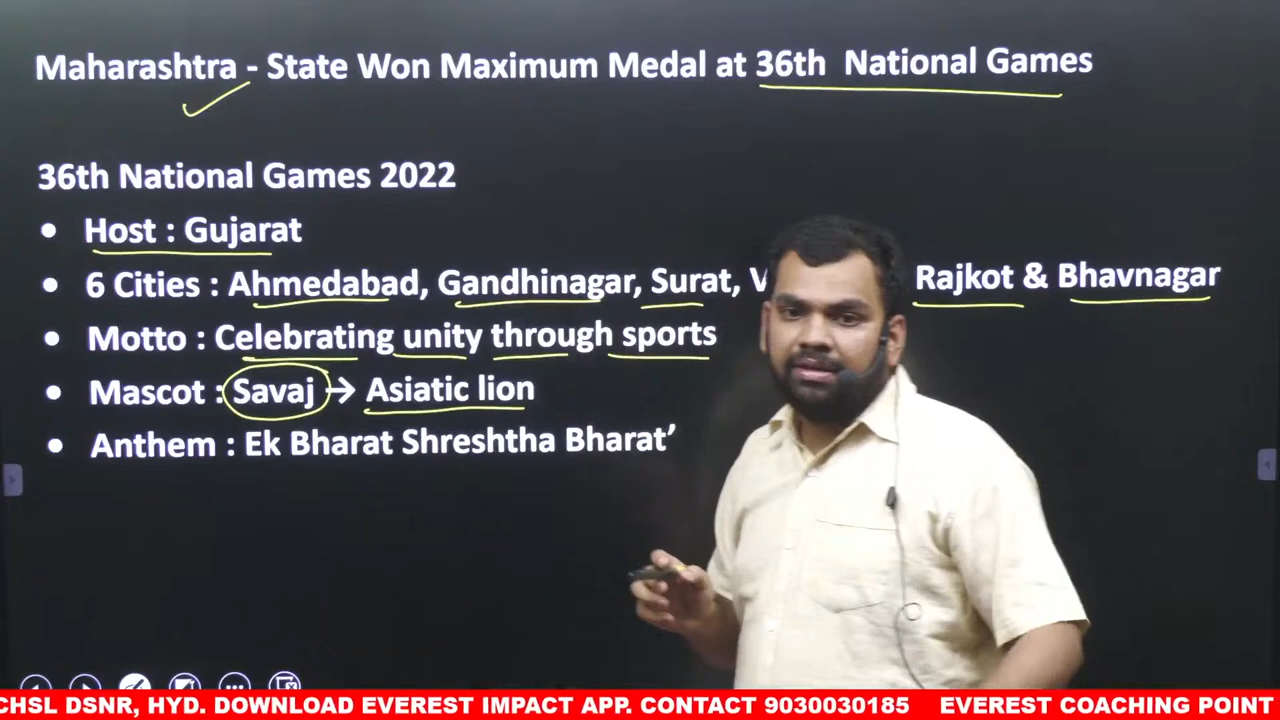 Maharashtra - State Won Maximum Medal at 36th National Games
36th National Games 2022
• Host : Gujarat
• 6 Cities : Ahmedabad, Gandhinagar, Surat, V Rajkot & Bhavnagar
• Motto : Celebrating unity through sports
• Mascot : Savaj → Asiatic lion
• Anthem : Ek Bharat Shreshtha Bharat’
CHSL DSNR, HYD. DOWNLOAD EVEREST IMPACT APP. CONTACT 9030030185 EVEREST COACHING POINT